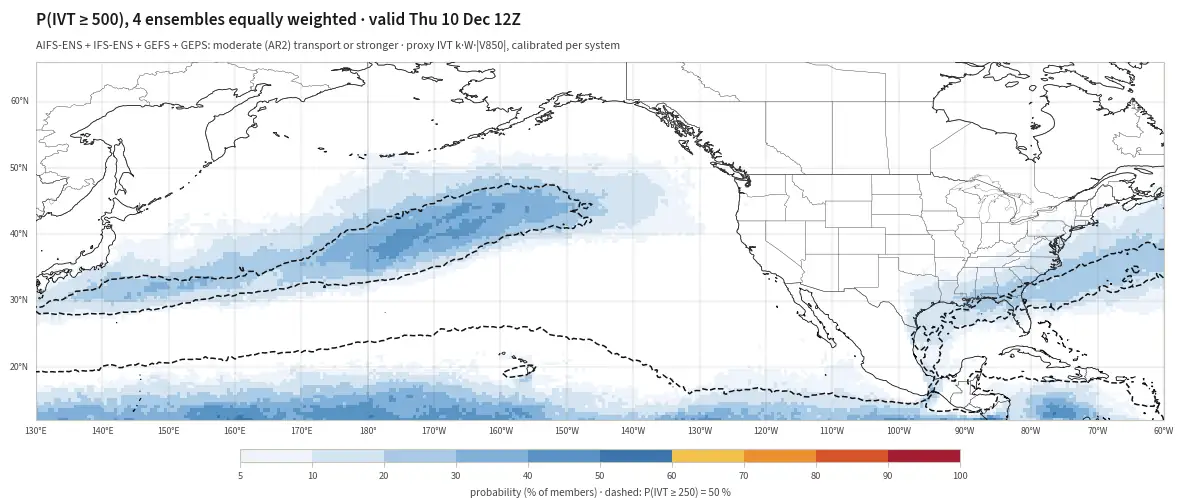 P(IVT ≥ 500), 4 ensembles equally weighted · valid Thu 10 Dec 12Z
AIFS-ENS + IFS-ENS + GEFS + GEPS: moderate (AR2) transport or stronger · proxy IVT k·W·|V850|, calibrated per system
60°N
50°N
40°N
30°N
20°N
130°E 140°E 150°E 160°E 170°E 180° 170°W 160°W 150°W 140°W 130°W 120°W 110°W 100°W 90°W 80°W 70°W 60°W
5 10 20 30 40 50 60 70 80 90 100
probability (% of members) · dashed: P(IVT ≥ 250) = 50 %